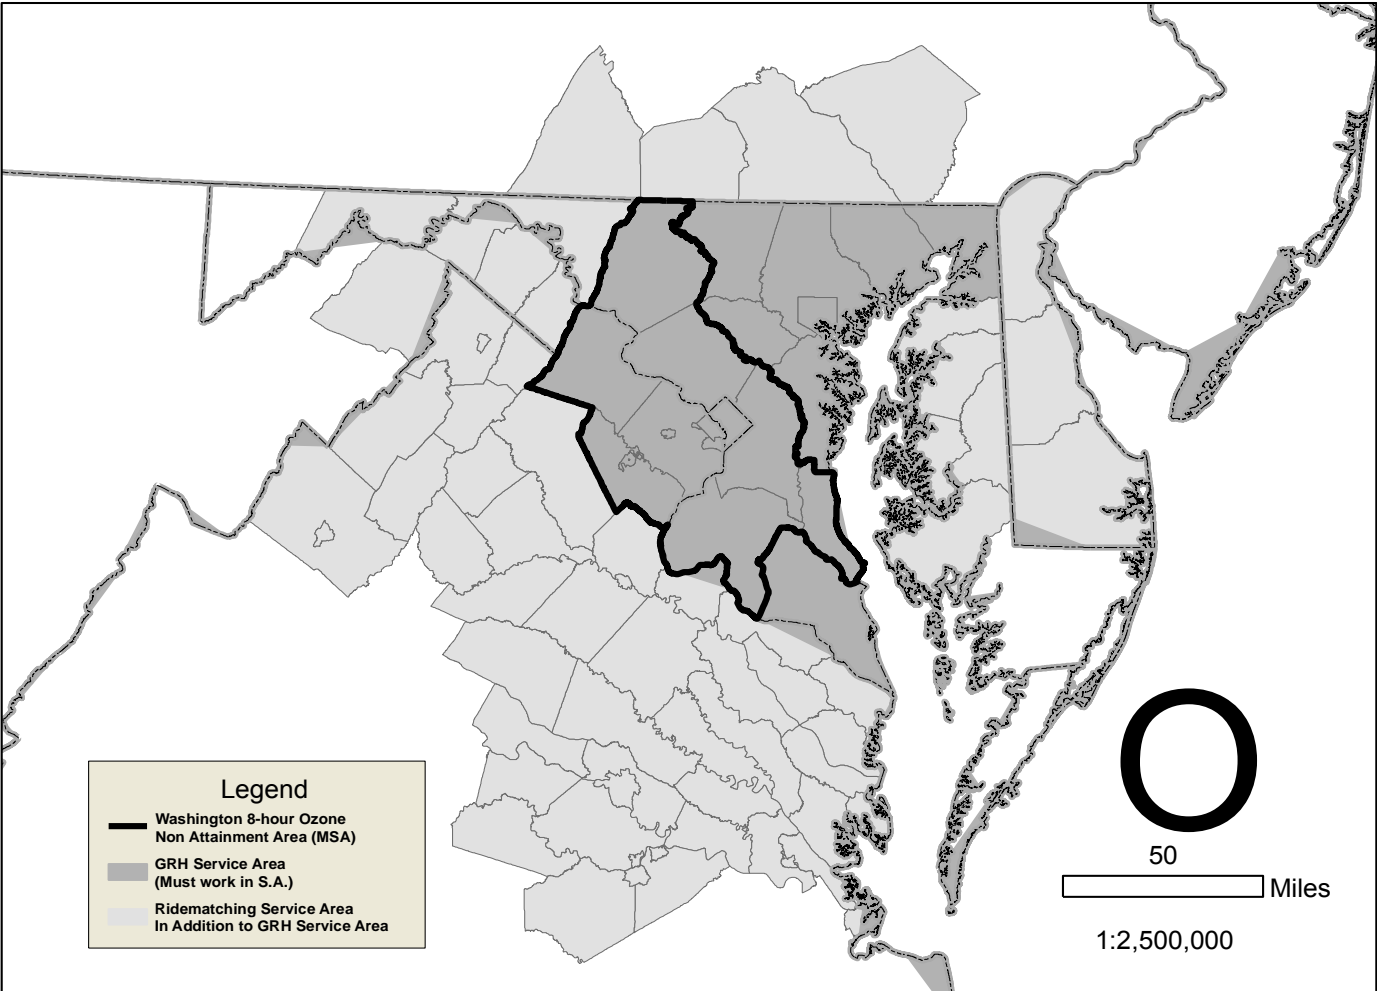 Legend
Washington 8-hour Ozone
Non Attainment Area (MSA)
GRH Service Area
(Must work in S.A.)
Ridematching Service Area
In Addition to GRH Service Area
O
50
Miles
1:2,500,000